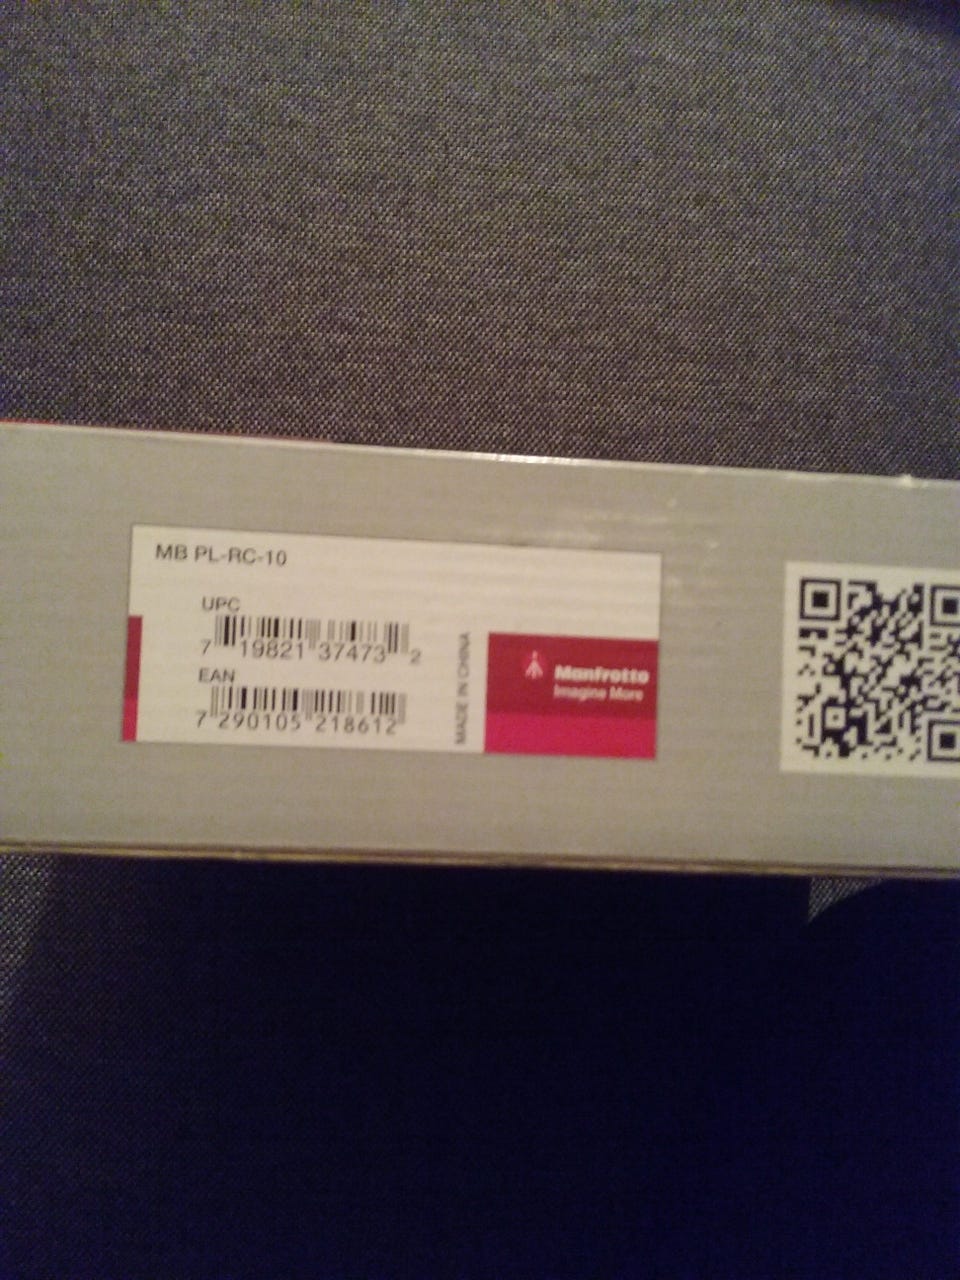 MB PL-RC-10
UPC
7 19821 37473 2
EAN
7 290105 218612
MADE IN CHINA
Manfrotto
Imagine More